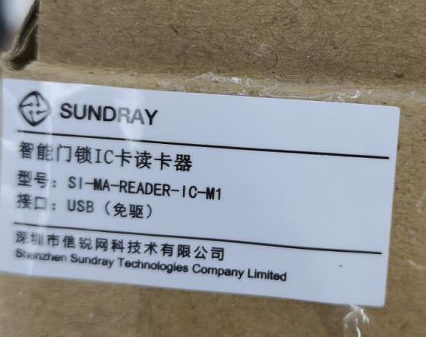 SUNDRAY
智能门锁IC卡读卡器
型号：SI-MA-READER-IC-M1
接口：USB（免驱）
深圳市信锐网科技术有限公司
Shenzhen Sundray Technologies Company Limited